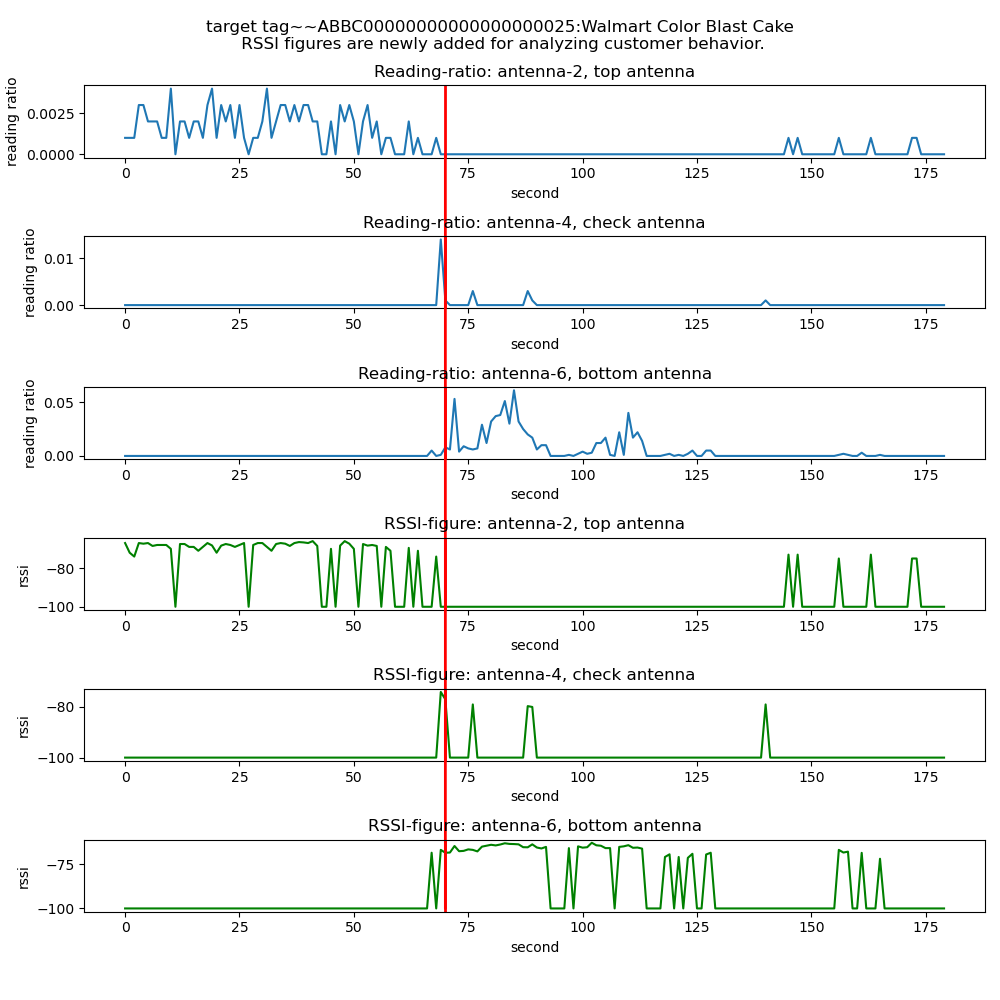 target tag~~ABBC00000000000000000025:Walmart Color Blast Cake
RSSI figures are newly added for analyzing customer behavior.
Reading-ratio: antenna-2, top antenna
reading ratio
0.0025
0.0000
0 25 50 75 100 125 150 175
second
Reading-ratio: antenna-4, check antenna
reading ratio
0.01
0.00
0 25 50 75 100 125 150 175
second
Reading-ratio: antenna-6, bottom antenna
reading ratio
0.05
0.00
0 25 50 75 100 125 150 175
second
RSSI-figure: antenna-2, top antenna
rssi
−80
−100
0 25 50 75 100 125 150 175
second
RSSI-figure: antenna-4, check antenna
rssi
−80
−100
0 25 50 75 100 125 150 175
second
RSSI-figure: antenna-6, bottom antenna
rssi
−75
−100
0 25 50 75 100 125 150 175
second